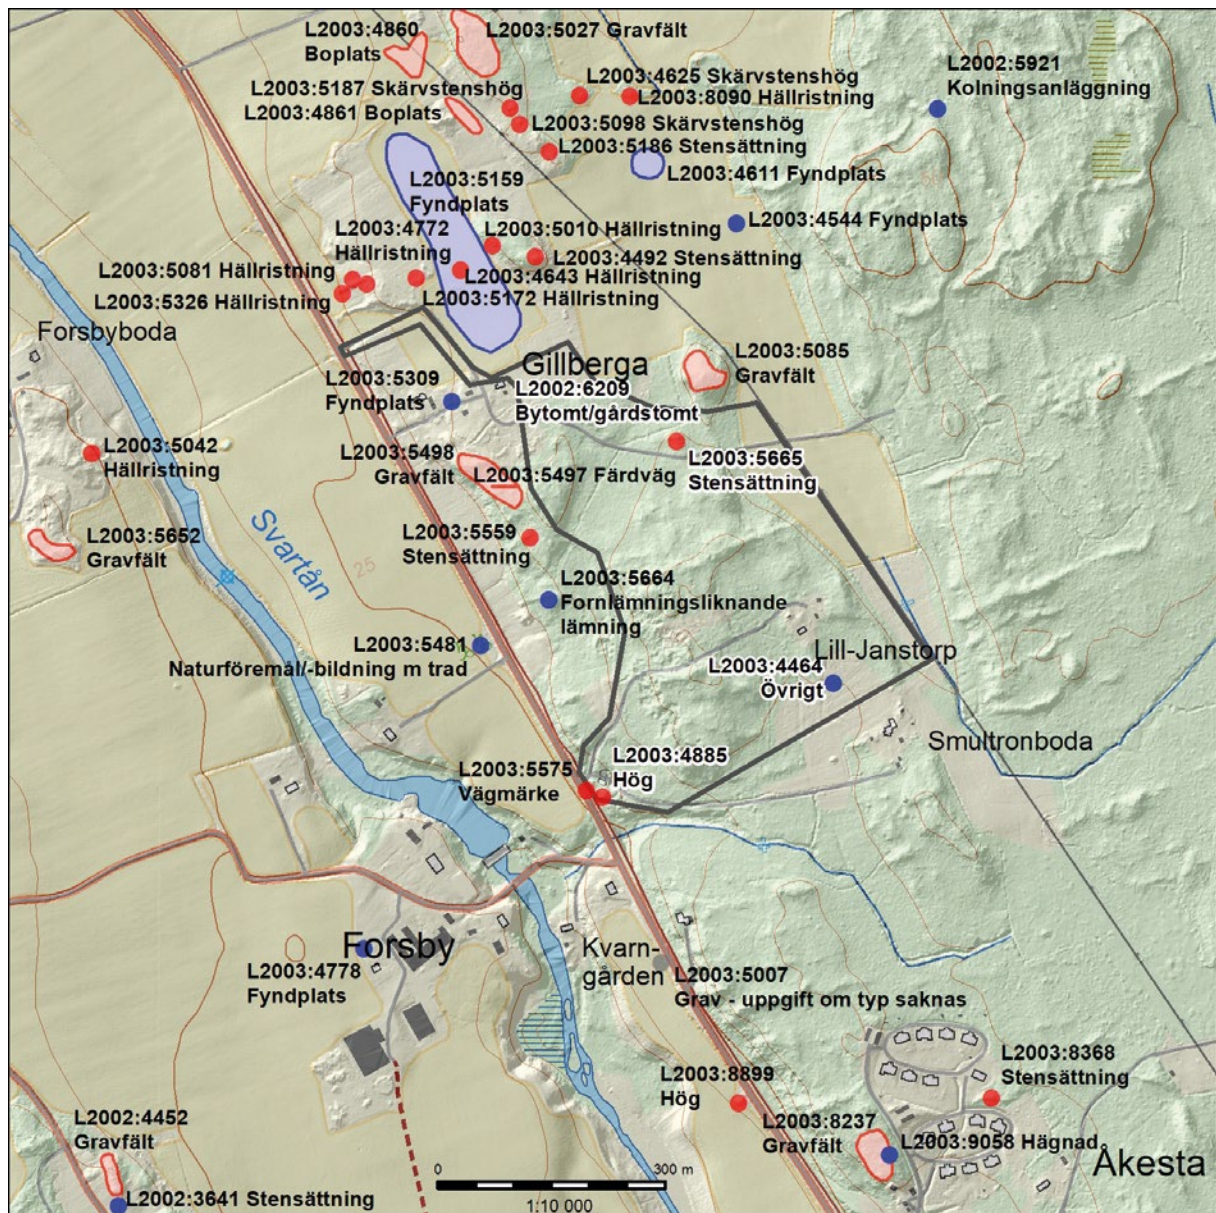 L2003:4860
Boplats
L2003:5027 Gravfält
L2003:5187 Skärvstenshög
L2003:4861 Boplats
L2003:4625 Skärvstenshög
L2003:8090 Hällristning
L2003:5098 Skärvstenshög
L2003:5186 Stensättning
L2003:4611 Fyndplats
L2002:5921
Kolningsanläggning
L2003:5159
Fyndplats
L2003:4544 Fyndplats
L2003:4772
Hällristning
L2003:5010 Hällristning
L2003:4492 Stensättning
L2003:5081 Hällristning
L2003:4643 Hällristning
L2003:5326 Hällristning
L2003:5172 Hällristning
Forsbyboda
Gillberga
L2003:5085
Gravfält
L2003:5309
Fyndplats
L2002:6209
Bytomt/gårdstomt
L2003:5042
Hällristning
L2003:5498
Gravfält
L2003:5497 Färdväg
L2003:5665
Stensättning
L2003:5652
Gravfält
Svartån
25
L2003:5559
Stensättning
L2003:5664
Fornlämningsliknande
lämning
L2003:5481
Naturföremål/-bildning m trad
Lill-Janstorp
L2003:4464
Övrigt
Smultronboda
L2003:5575
Vägmärke
L2003:4885
Hög
Forsby
L2003:4778
Fyndplats
Kvarn-
gården
L2003:5007
Grav - uppgift om typ saknas
L2003:8899
Hög
L2003:8368
Stensättning
L2003:8237
Gravfält
L2003:9058 Hägnad
Åkesta
L2002:4452
Gravfält
L2002:3641 Stensättning
0 300 m
1:10 000